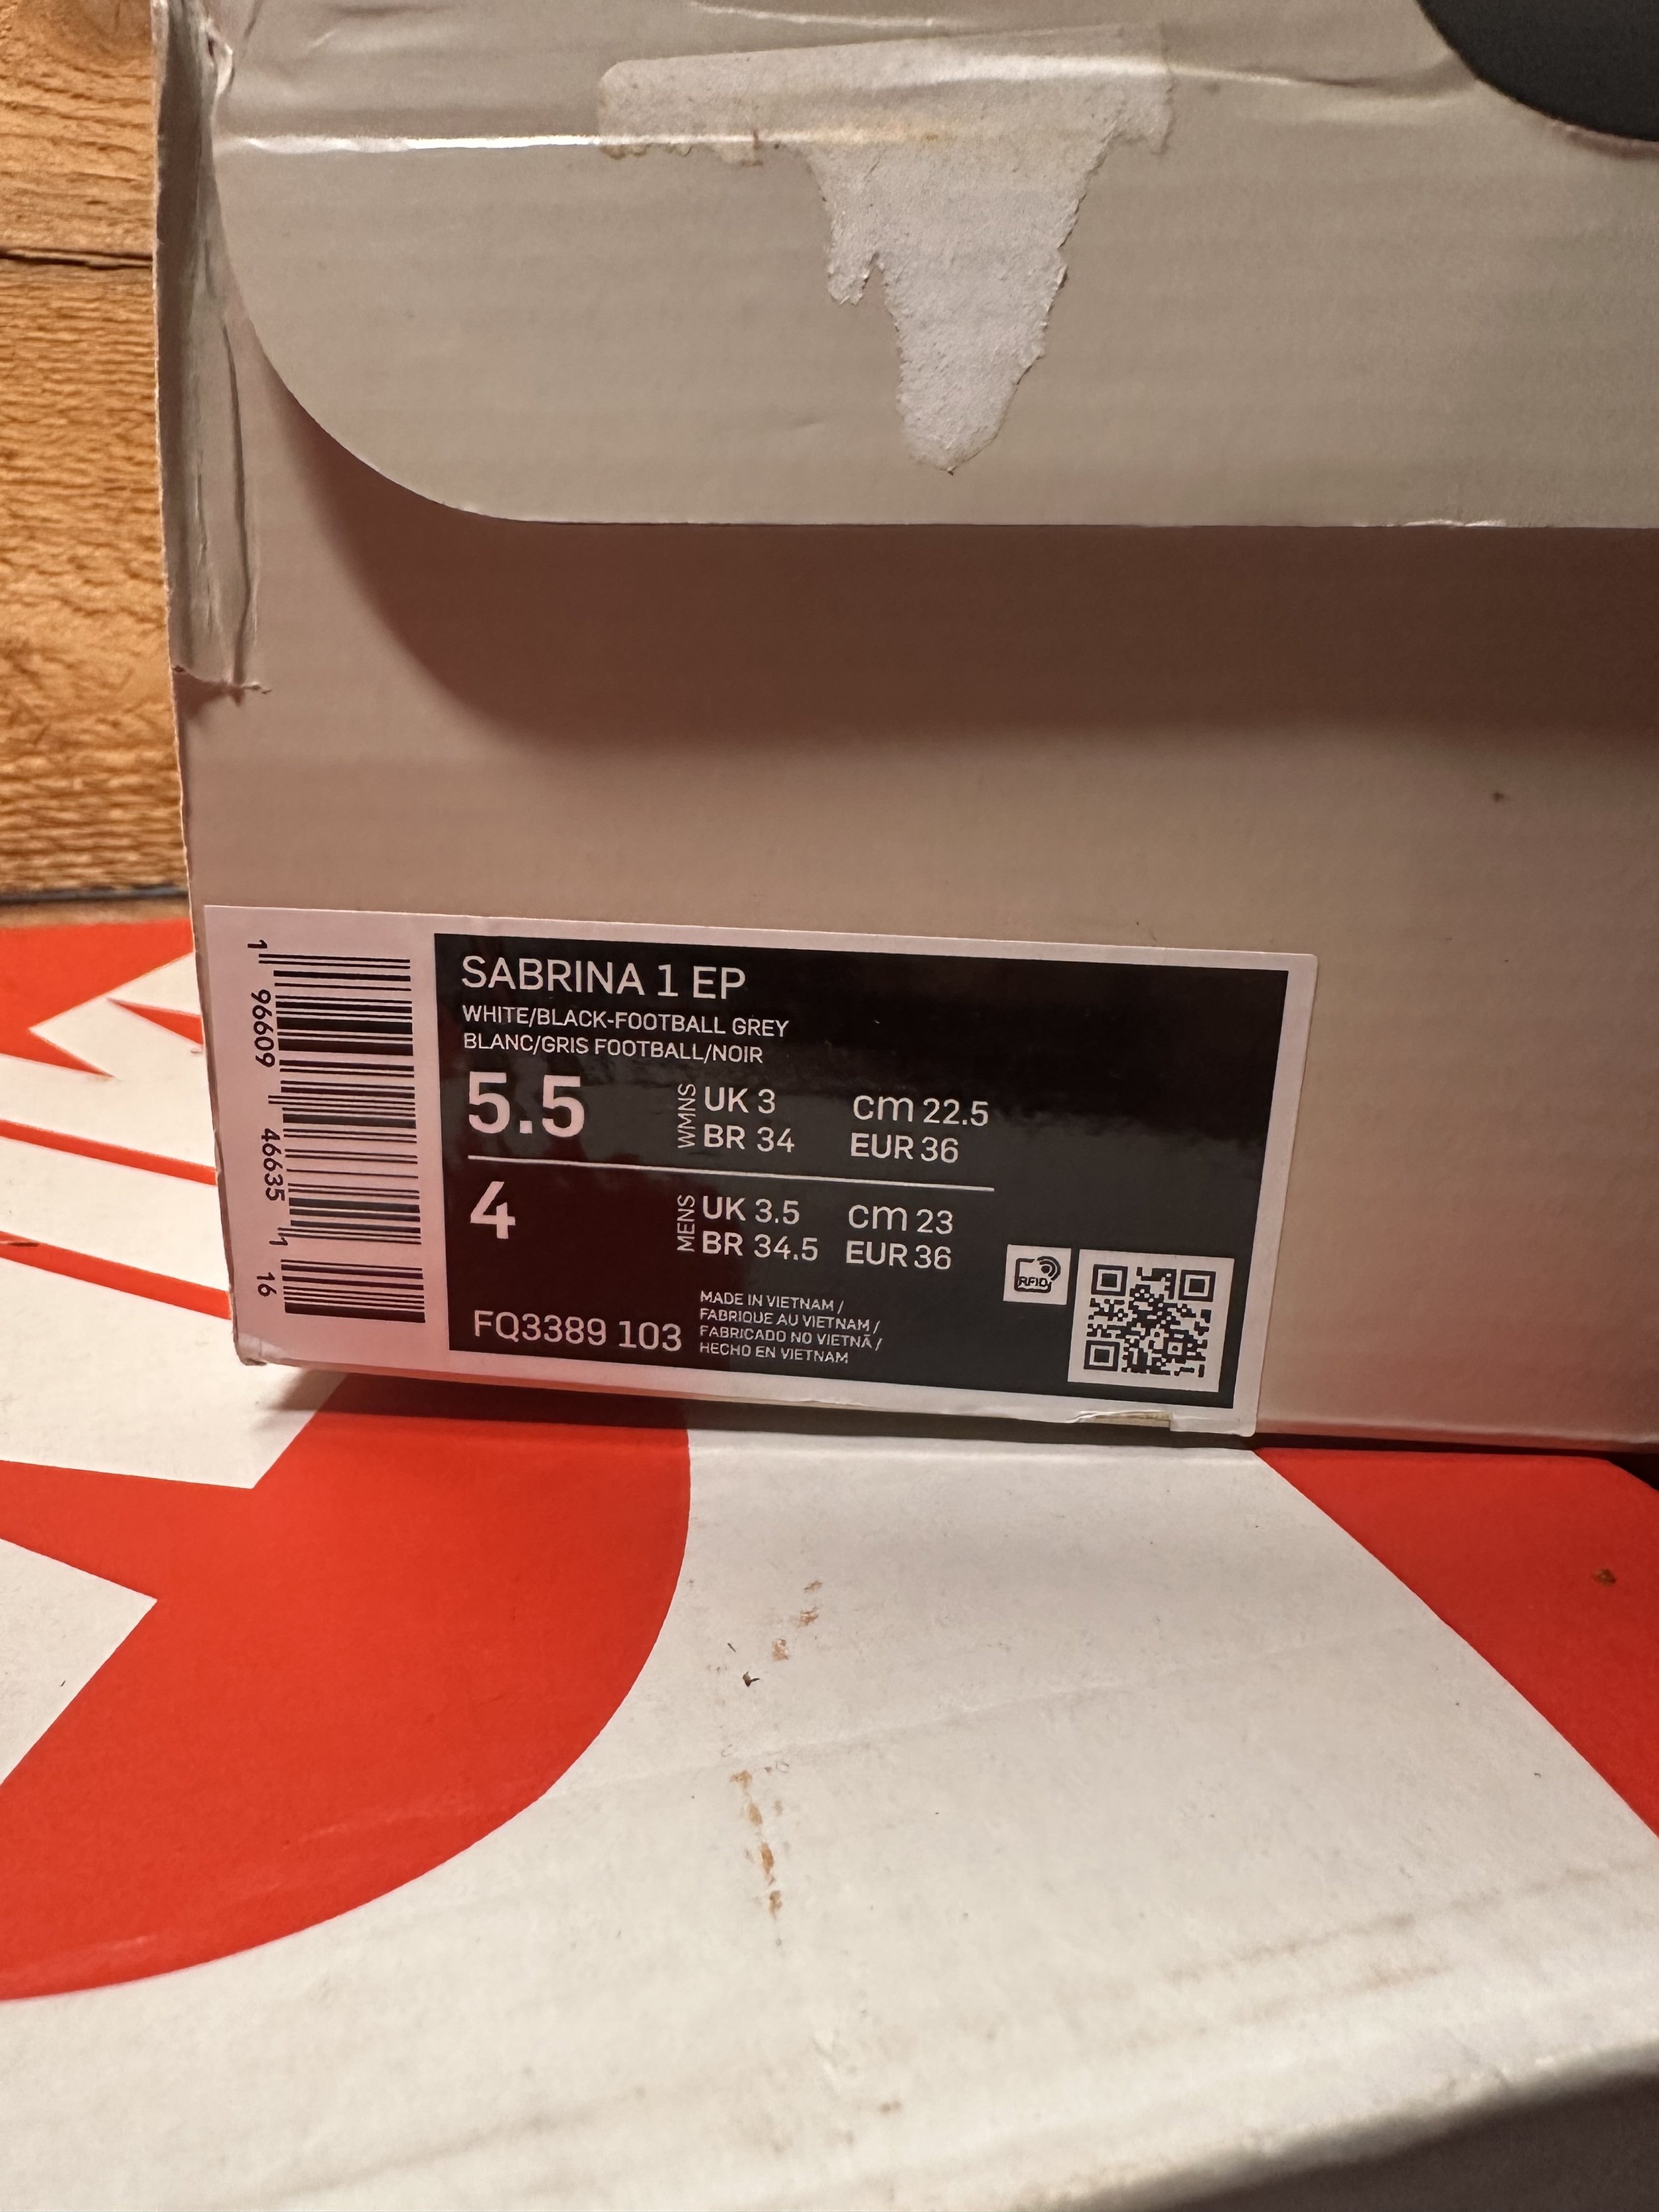 1 96609 46635 1 16
SABRINA 1 EP
WHITE/BLACK-FOOTBALL GREY
BLANC/GRIS FOOTBALL/NOIR
5.5 WMNS UK 3 cm 22.5
BR 34 EUR 36
4 MENS UK 3.5 cm 23
BR 34.5 EUR 36
FQ3389 103
MADE IN VIETNAM /
FABRIQUE AU VIETNAM /
FABRICADO NO VIETNÃ /
HECHO EN VIETNAM
RFID